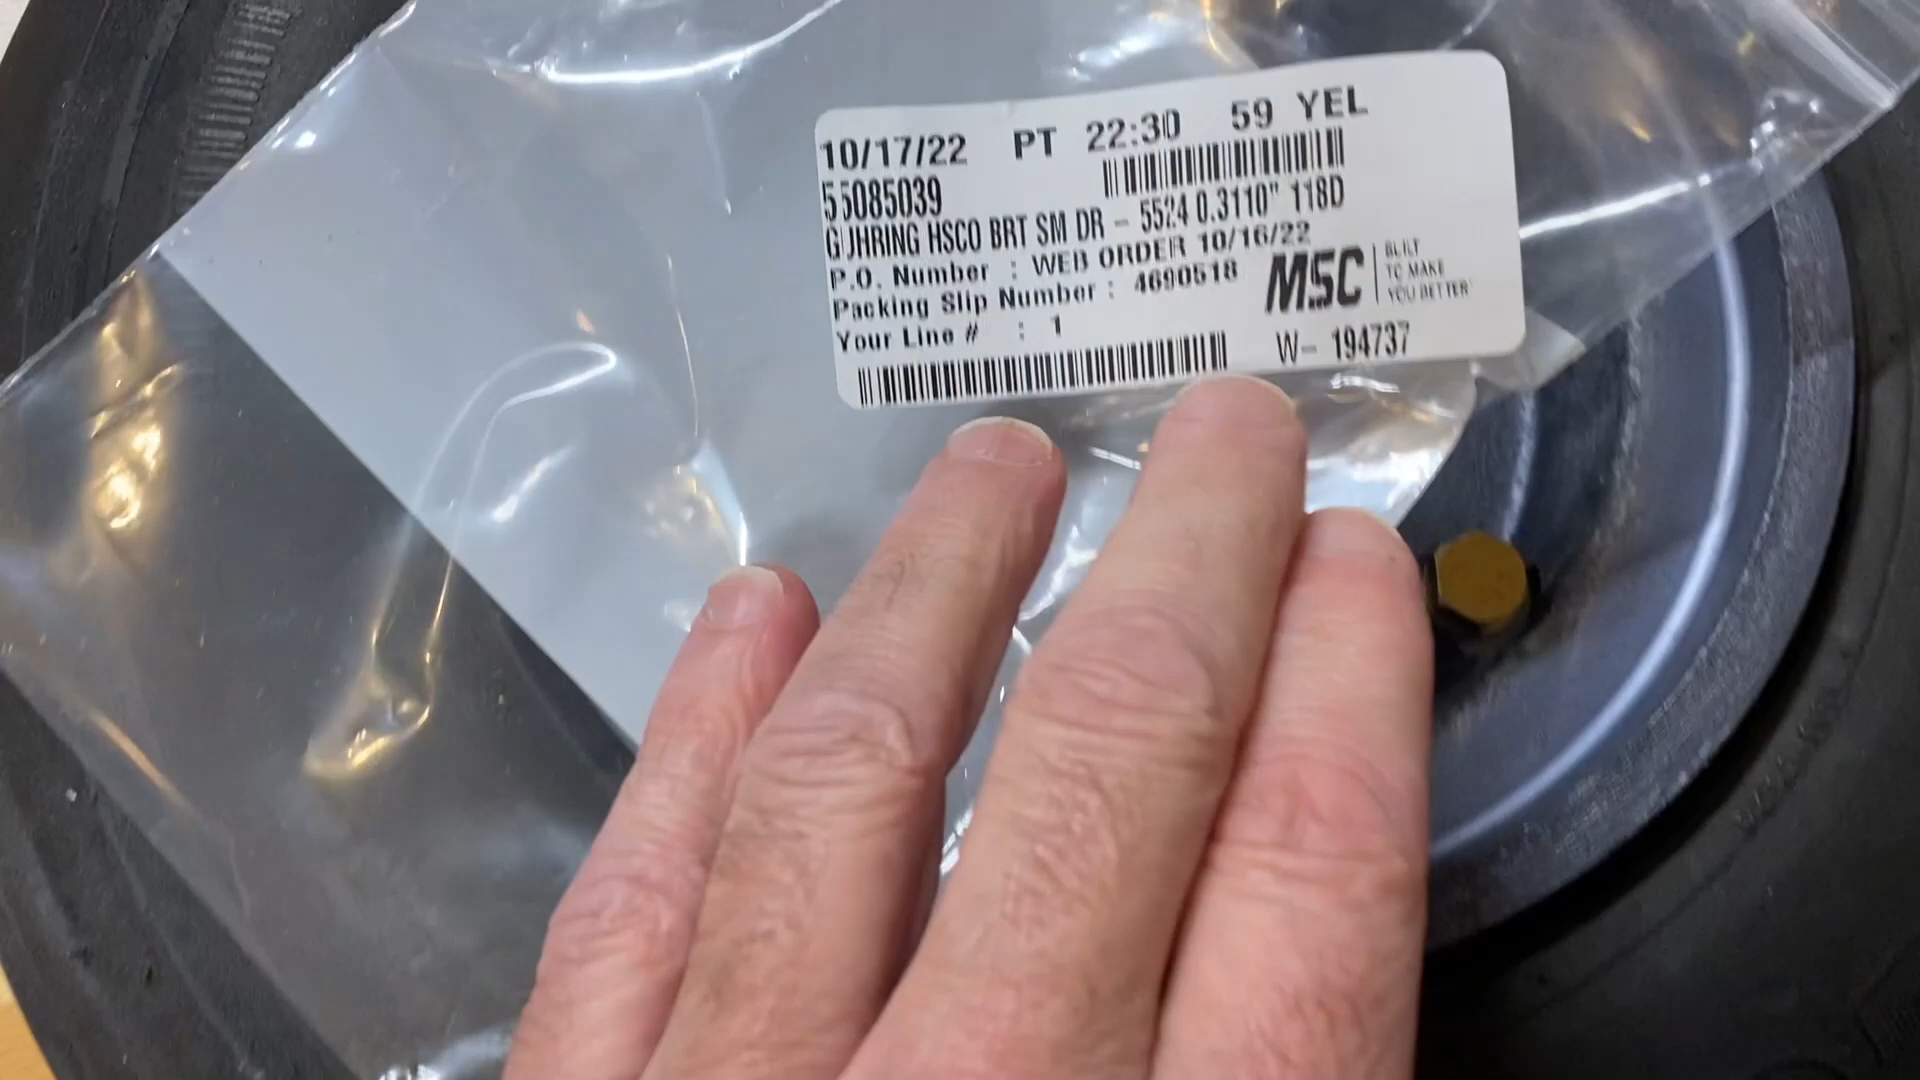 10/17/22 PT 22:30 59 YEL
55085039
GUHRING HSCO BRT SM DR - 5524 0.3110" 118D
P.O. Number : WEB ORDER 10/16/22
Packing Slip Number : 4690518
Your Line # : 1
MSC
BUILT
TO MAKE
YOU BETTER
W- 194737